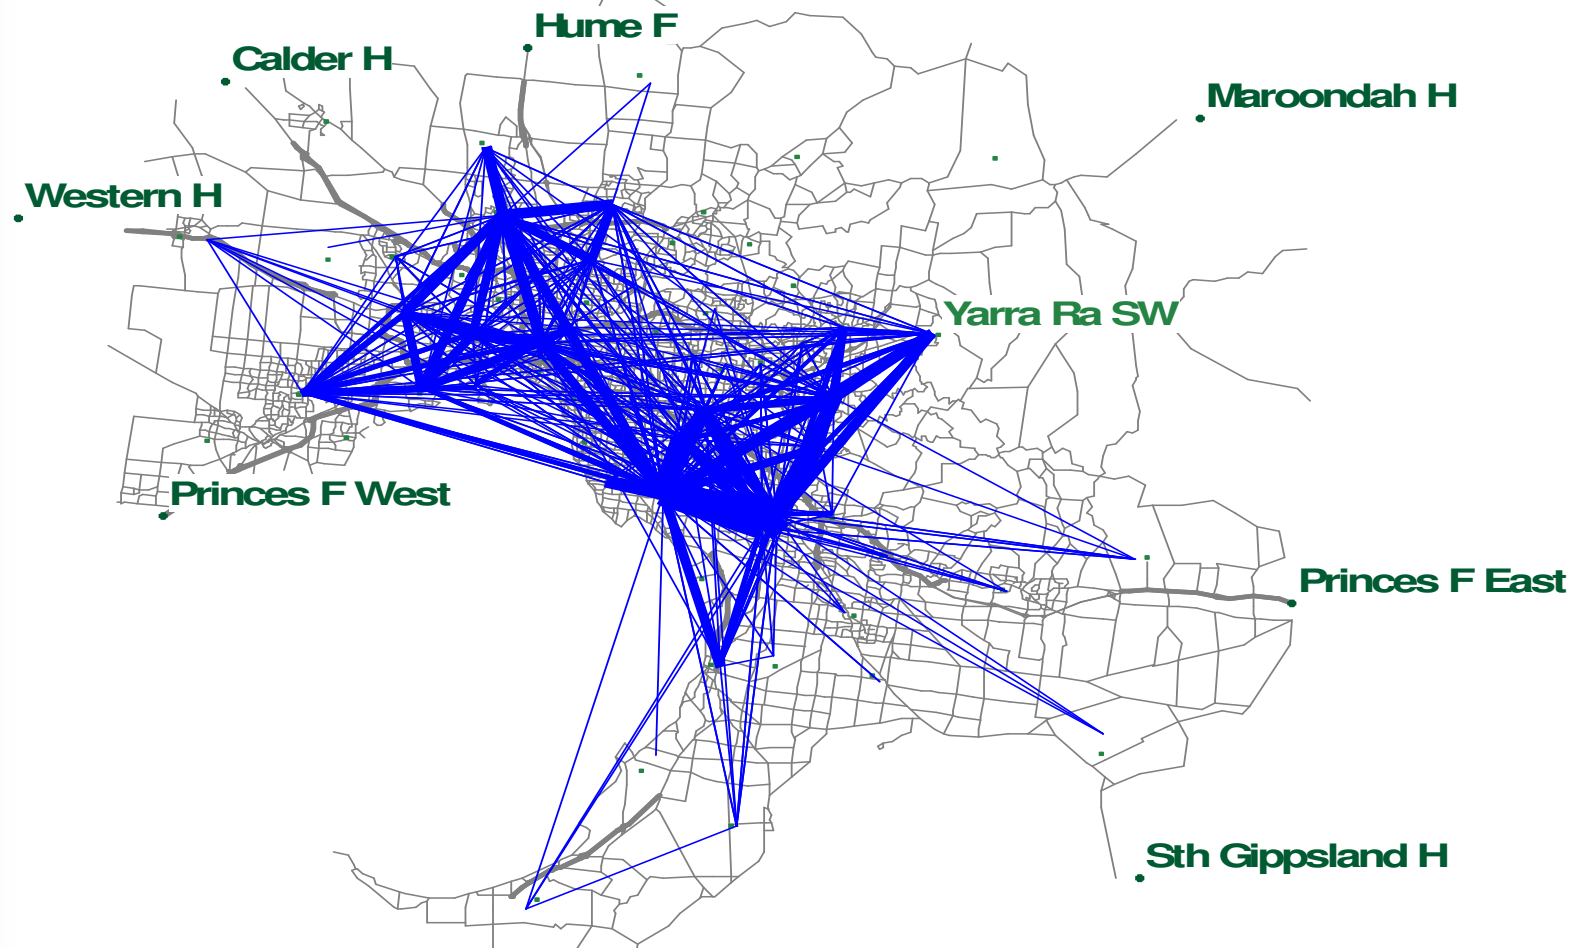 Hume F
Calder H
Maroondah H
Western H
Yarra Ra SW
Princes F West
Princes F East
Sth Gippsland H